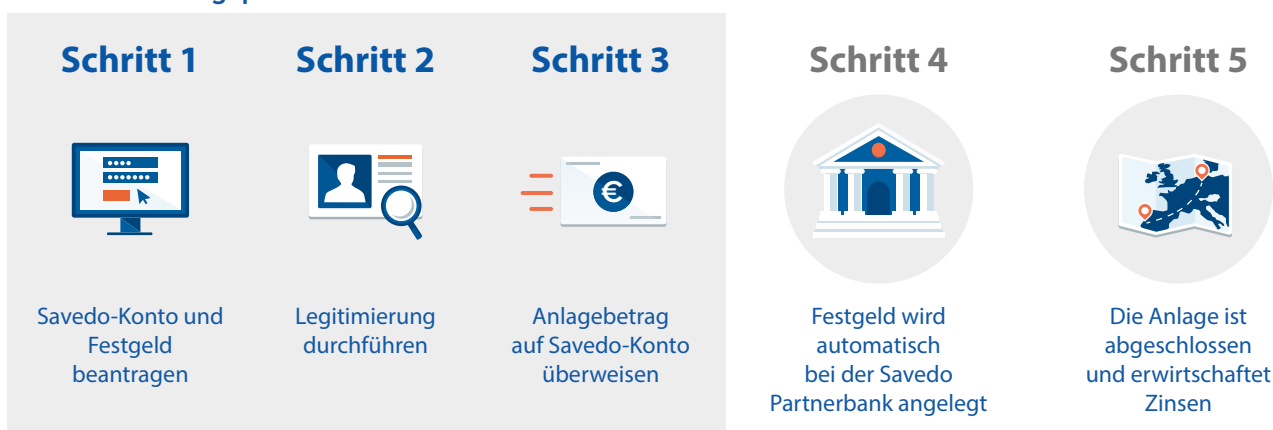 Schritt 1
Schritt 2
Schritt 3
Schritt 4
Schritt 5
€
Savedo-Konto und
Festgeld
beantragen
Legitimierung
durchführen
Anlagebetrag
auf Savedo-Konto
überweisen
Festgeld wird
automatisch
bei der Savedo
Partnerbank angelegt
Die Anlage ist
abgeschlossen
und erwirtschaftet
Zinsen